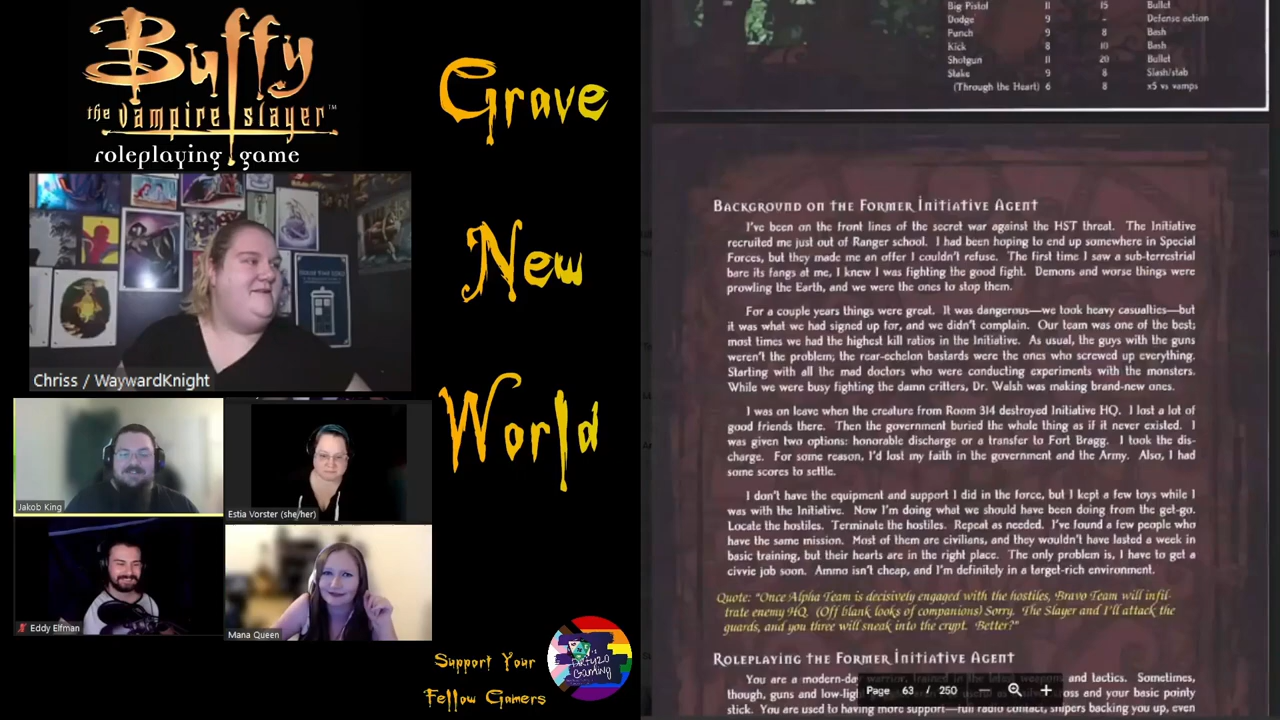 Buffy
the vampire slayer™
roleplaying game
Grave
New
World
Chriss / WaywardKnight
Jakob King
Estia Vorster (she/her)
Eddy Elfman
Mana Queen
Support Your
Fellow Gamers
Big Pistol 11 15 Bullet
Dodge 9 - Defense action
Punch 9 8 Bash
Kick 8 10 Bash
Shotgun 11 20 Bullet
Stake 9 8 Slash/stab
(Through the Heart) 6 8 x5 vs vamps
Background on the Former Initiative Agent
I've been on the front lines of the secret war against the HST threat. The Initiative
recruited me just out of Ranger school. I had been hoping to end up somewhere in Special
Forces, but they made me an offer I couldn't refuse. The first time I saw a sub-terrestrial
bare its fangs at me, I knew I was fighting the good fight. Demons and worse things were
prowling the Earth, and we were the ones to stop them.
For a couple years things were great. It was dangerous—we took heavy casualties—but
it was what we had signed up for, and we didn't complain. Our team was one of the best;
most times we had the highest kill ratios in the Initiative. As usual, the guys with the guns
weren't the problem; the rear-echelon bastards were the ones who screwed up everything.
Starting with all the mad doctors who were conducting experiments with the monsters.
While we were busy fighting the damn critters, Dr. Walsh was making brand-new ones.
I was on leave when the creature from Room 314 destroyed Initiative HQ. I lost a lot of
good friends there. Then the government buried the whole thing as if it never existed. I
was given two options: honorable discharge or a transfer to Fort Bragg. I took the dis-
charge. For some reason, I'd lost my faith in the government and the Army. Also, I had
some scores to settle.
I don't have the equipment and support I did in the force, but I kept a few toys while I
was with the Initiative. Now I'm doing what we should have been doing from the get-go.
Locate the hostiles. Terminate the hostiles. Repeat as needed. I've found a few people who
have the same mission. Most of them are civilians, and they wouldn't have lasted a week in
basic training, but their hearts are in the right place. The only problem is, I have to get a
civvie job soon. Ammo isn't cheap, and I'm definitely in a target-rich environment.
Quote: "Once Alpha Team is decisively engaged with the hostiles, Bravo Team will infil-
trate enemy HQ. (Off blank looks of companions) Sorry. The Slayer and I'll attack the
guards, and you three will sneak into the crypt. Better?"
Roleplaying the Former Initiative Agent
You are a modern-day warrior, trained in the latest weapons and tactics. Sometimes,
though, guns and low-light
stick. You are used to having more support—full radio contact, snipers backing you up, even
cross and your basic pointy
Page 63 / 250